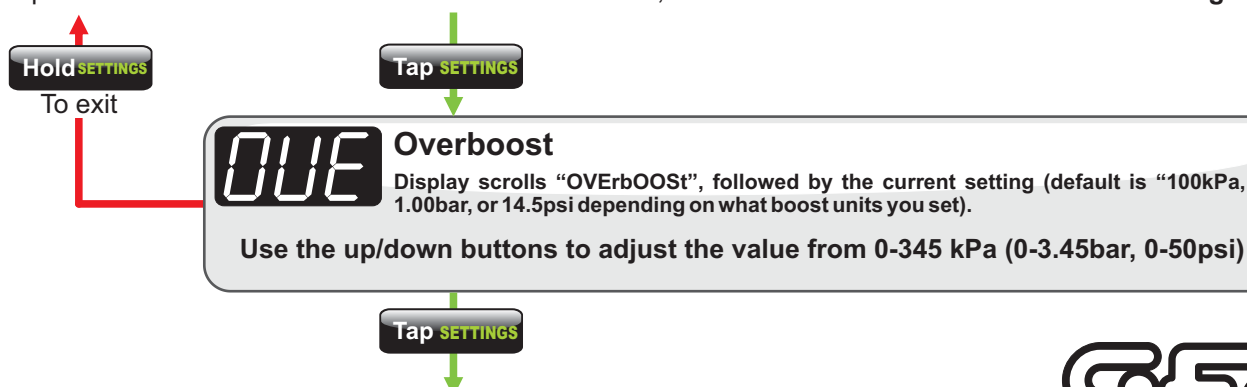 Hold SETTINGS
To exit
Tap SETTINGS
OVE
Overboost
Display scrolls “OVErbOOSt”, followed by the current setting (default is “100kPa,
1.00bar, or 14.5psi depending on what boost units you set).
Use the up/down buttons to adjust the value from 0-345 kPa (0-3.45bar, 0-50psi)
Tap SETTINGS